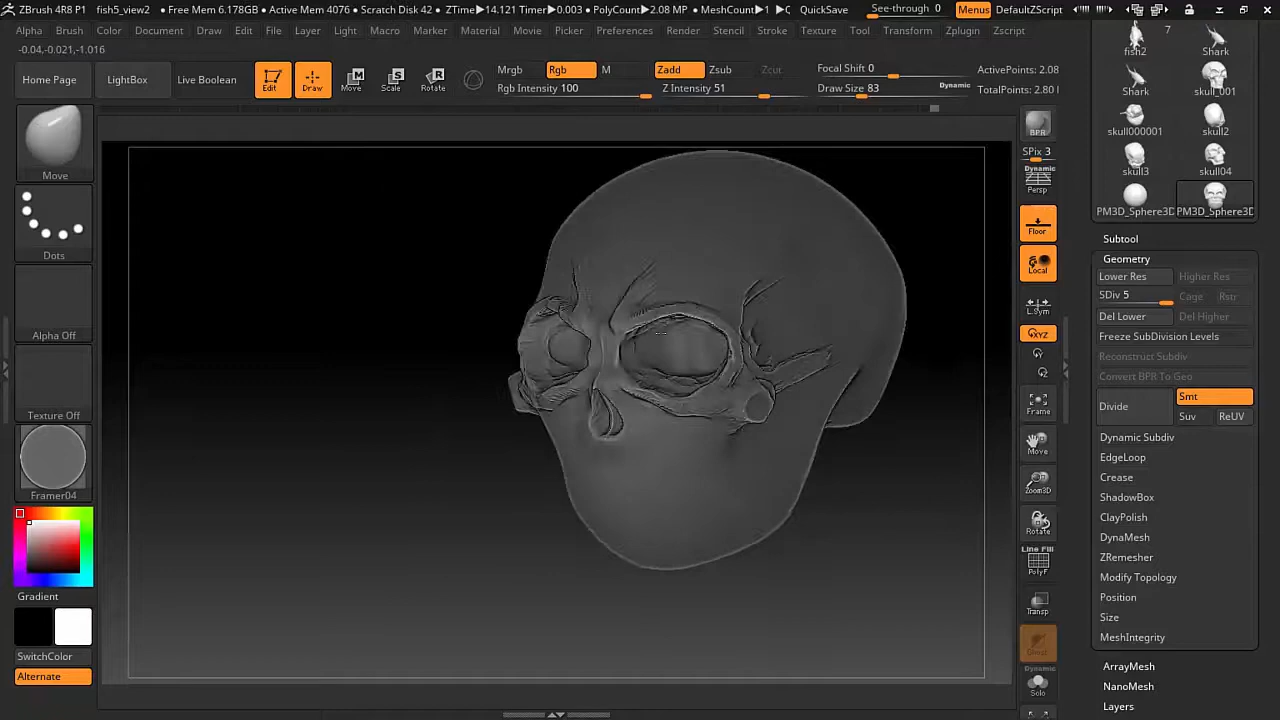 ZBrush 4R8 P1 fish5_view2 • Free Mem 6.178GB • Active Mem 4076 • Scratch Disk 42 • ZTime▶14.121 Timer▶0.003 • PolyCount▶2.08 MP • MeshCount▶1 QuickSave See-through 0 Menus DefaultZScript
Alpha Brush Color Document Draw Edit File Layer Light Macro Marker Material Movie Picker Preferences Render Stencil Stroke Texture Tool Transform Zplugin Zscript
-0.04,-0.021,-1.016
Home Page LightBox Live Boolean Edit Draw Move Scale Rotate
Mrgb Rgb M Zadd Zsub Zcut Focal Shift 0 ActivePoints: 2.08
Rgb Intensity 100 Z Intensity 51 Draw Size 83 Dynamic TotalPoints: 2.80
Move
Dots
Alpha Off
Texture Off
Framer04
Gradient
SwitchColor
Alternate
BPR
SPix 3
Dynamic
Persp
Floor
Local
L.Sym
XYZ
Frame
Move
Zoom3D
Rotate
Line Fill
PolyF
Transp
Ghost
Dynamic
Solo
7
fish2 Shark
Shark skull_001
skull000001 skull2
skull3 skull04
PM3D_Sphere3D PM3D_Sphere3D
Subtool
Geometry
Lower Res Higher Res
SDiv 5 Cage Rstr
Del Lower Del Higher
Freeze SubDivision Levels
Reconstruct Subdiv
Convert BPR To Geo
Divide Smt
Suv ReUV
Dynamic Subdiv
EdgeLoop
Crease
ShadowBox
ClayPolish
DynaMesh
ZRemesher
Modify Topology
Position
Size
MeshIntegrity
ArrayMesh
NanoMesh
Layers